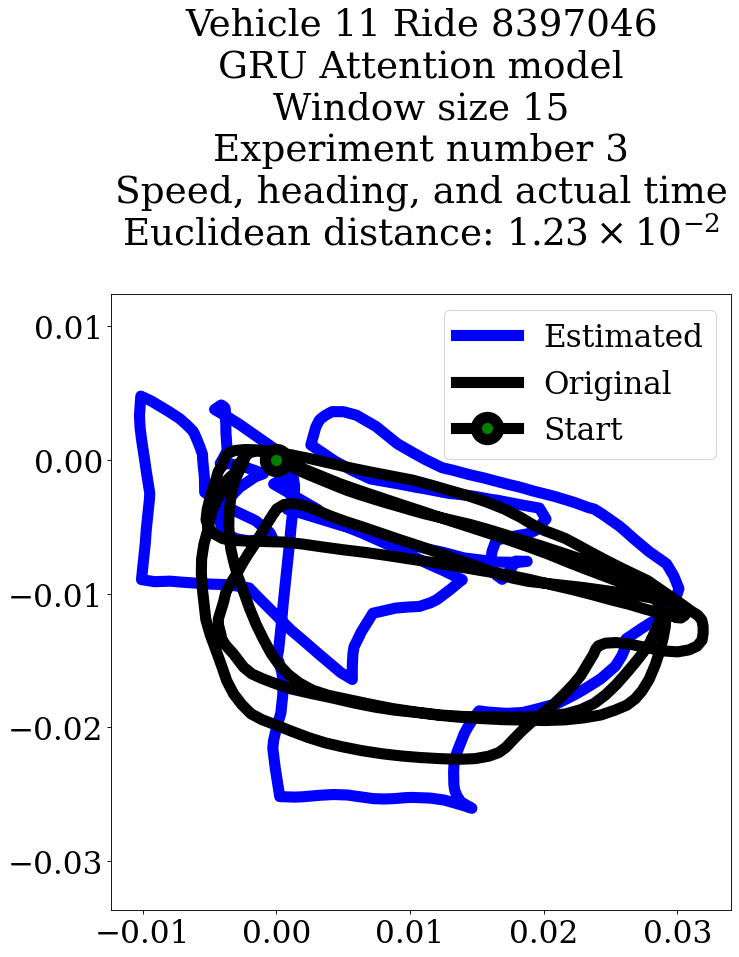 Vehicle 11 Ride 8397046
GRU Attention model
Window size 15
Experiment number 3
Speed, heading, and actual time
Euclidean distance: 1.23 × 10⁻²
Estimated
Original
Start
0.01
0.00
−0.01
−0.02
−0.03
−0.01 0.00 0.01 0.02 0.03